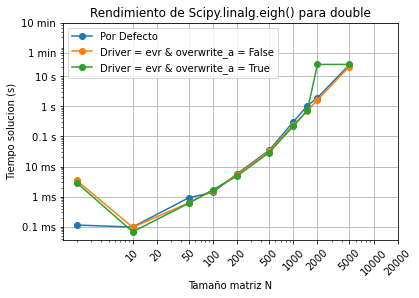 Rendimiento de Scipy.linalg.eigh() para double
10 min
1 min
10 s
1 s
0.1 s
10 ms
1 ms
0.1 ms
Tiempo solucion (s)
Por Defecto
Driver = evr & overwrite_a = False
Driver = evr & overwrite_a = True
10
20
50
100
200
500
1000
2000
5000
10000
20000
Tamaño matriz N